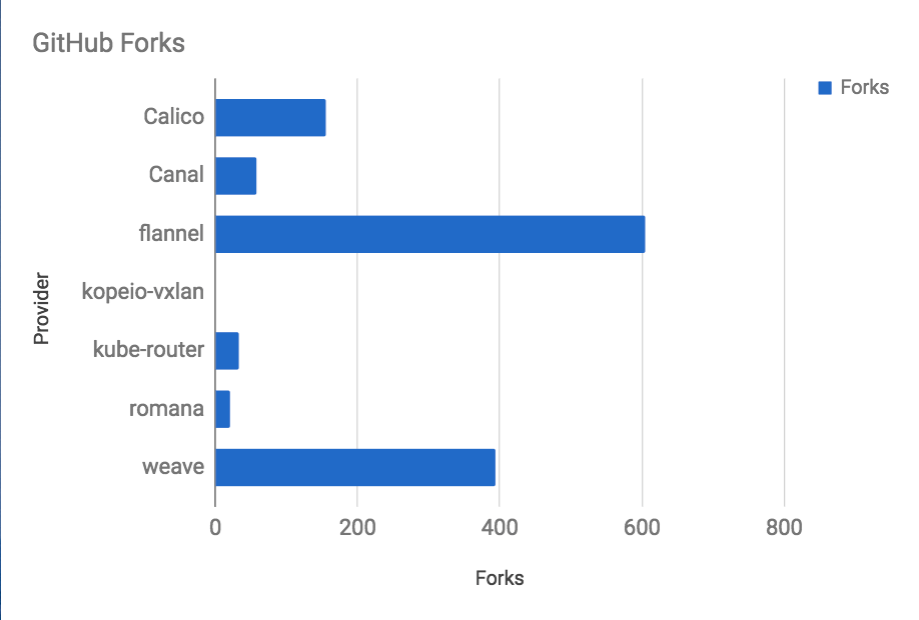 GitHub Forks
Forks
Calico
Canal
flannel
kopeio-vxlan
kube-router
romana
weave
Provider
0 200 400 600 800
Forks